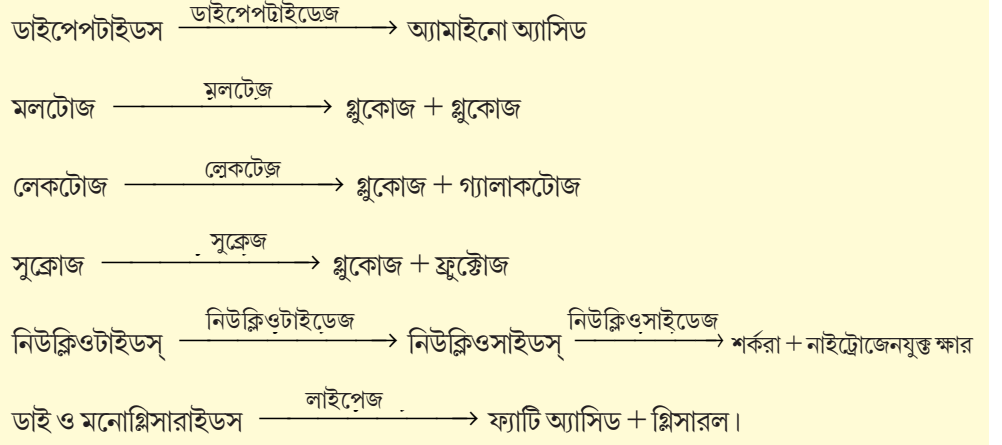 ডাইপেপটাইডস ডাইপেপটাইডেজ → অ্যামাইনো অ্যাসিড
মলটোজ মলটেজ → গ্লুকোজ + গ্লুকোজ
লেকটোজ লেকটেজ → গ্লুকোজ + গ্যালাকটোজ
সুক্রোজ সুক্রেজ → গ্লুকোজ + ফ্রুক্টোজ
নিউক্লিওটাইডস্ নিউক্লিওটাইডেজ → নিউক্লিওসাইডস্ নিউক্লিওসাইডেজ → শর্করা + নাইট্রোজেনযুক্ত ক্ষার
ডাই ও মনোগ্লিসারাইডস লাইপেজ → ফ্যাটি অ্যাসিড + গ্লিসারল।